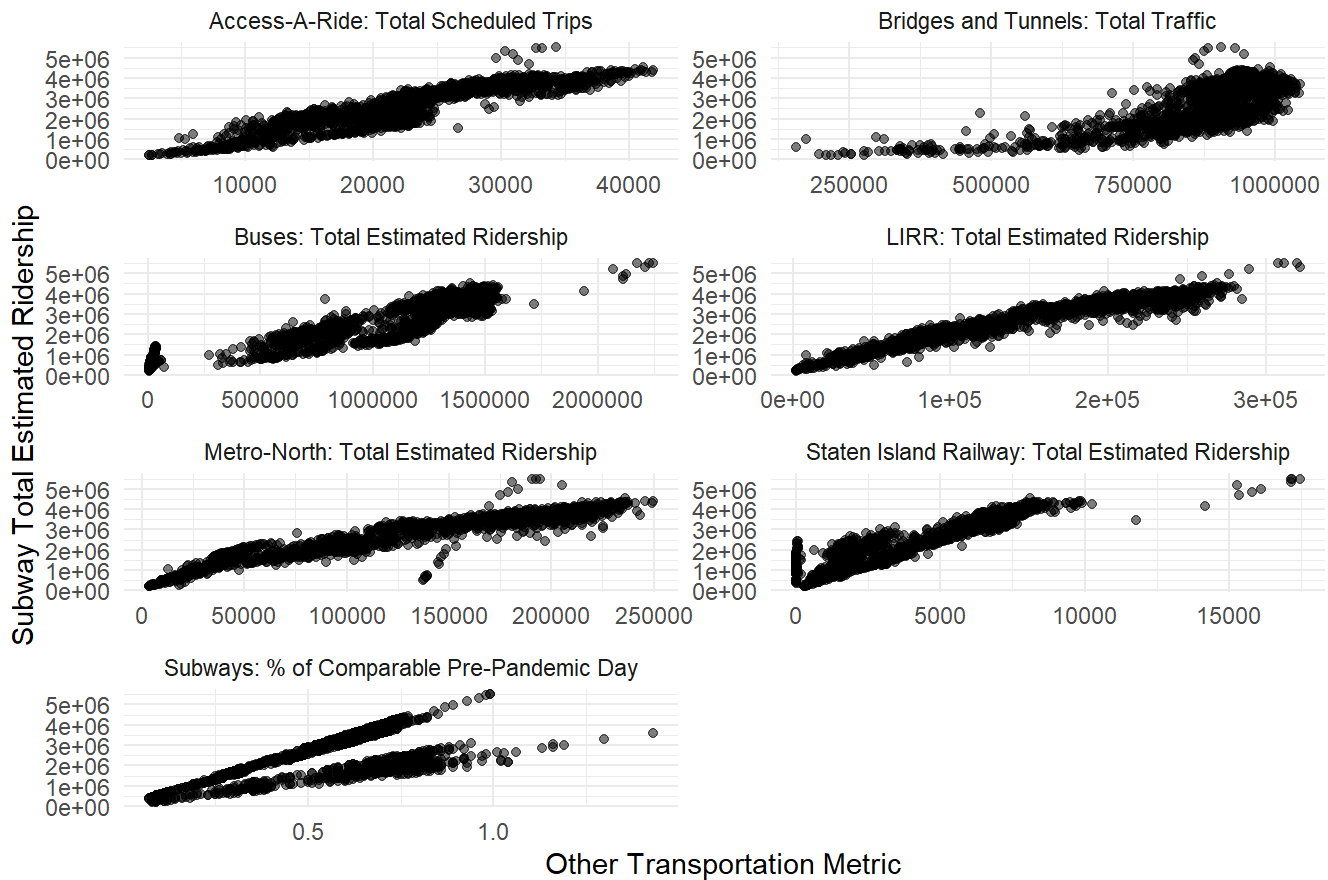 Access-A-Ride: Total Scheduled Trips
5e+06
4e+06
3e+06
2e+06
1e+06
0e+00
10000 20000 30000 40000
Bridges and Tunnels: Total Traffic
5e+06
4e+06
3e+06
2e+06
1e+06
0e+00
250000 500000 750000 1000000
Buses: Total Estimated Ridership
5e+06
4e+06
3e+06
2e+06
1e+06
0e+00
0 500000 1000000 1500000 2000000
LIRR: Total Estimated Ridership
5e+06
4e+06
3e+06
2e+06
1e+06
0e+00
0e+00 1e+05 2e+05 3e+05
Metro-North: Total Estimated Ridership
5e+06
4e+06
3e+06
2e+06
1e+06
0e+00
0 50000 100000 150000 200000 250000
Staten Island Railway: Total Estimated Ridership
5e+06
4e+06
3e+06
2e+06
1e+06
0e+00
0 5000 10000 15000
Subways: % of Comparable Pre-Pandemic Day
5e+06
4e+06
3e+06
2e+06
1e+06
0e+00
0.5 1.0
Subway Total Estimated Ridership
Other Transportation Metric